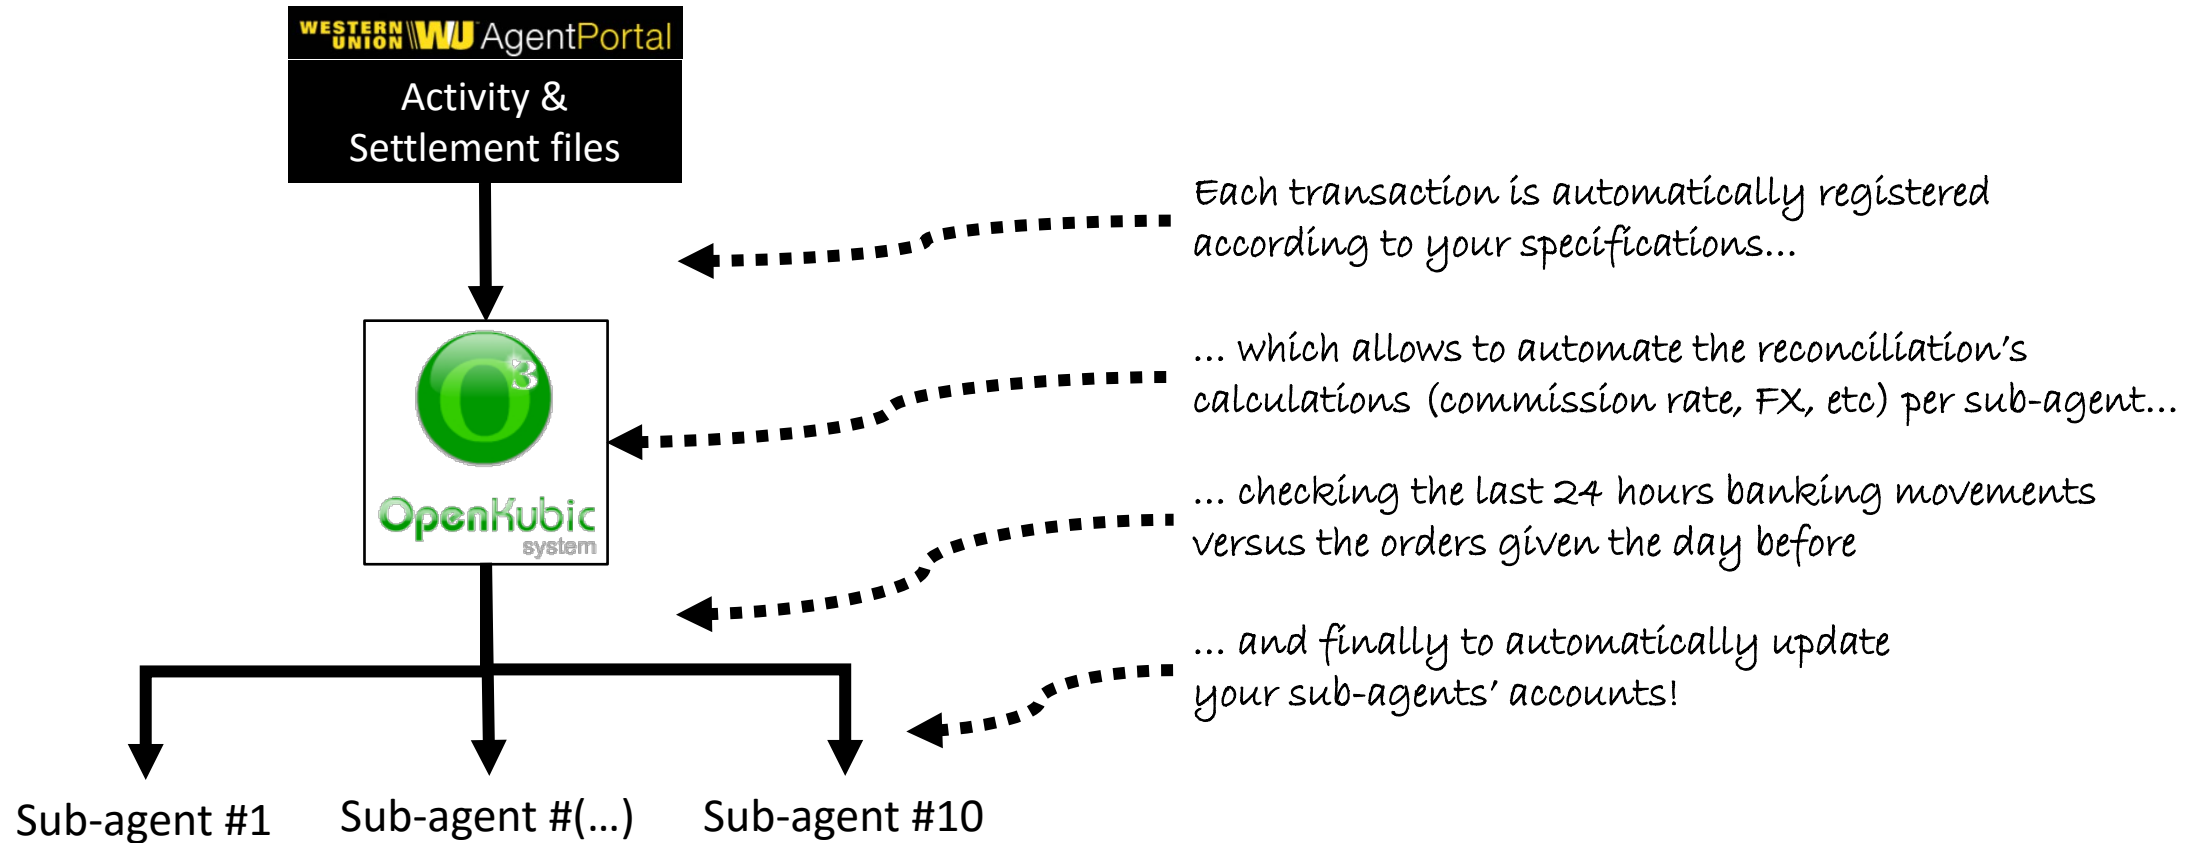 WESTERN UNION WU AgentPortal
Activity &
Settlement files
Each transaction is automatically registered
according to your specifications...
... which allows to automate the reconciliation's
calculations (commission rate, FX, etc) per sub-agent...
... checking the last 24 hours banking movements
versus the orders given the day before
... and finally to automatically update
your sub-agents' accounts!
O3
OpenKubic
system
Sub-agent #1
Sub-agent #(...)
Sub-agent #10